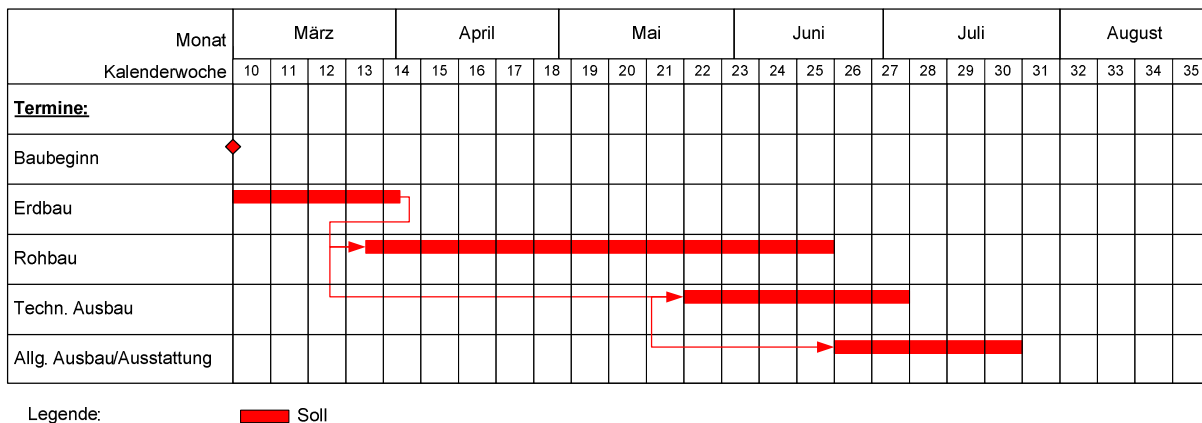 Monat März April Mai Juni Juli August
Kalenderwoche 10 11 12 13 14 15 16 17 18 19 20 21 22 23 24 25 26 27 28 29 30 31 32 33 34 35
Termine:
Baubeginn
Erdbau
Rohbau
Techn. Ausbau
Allg. Ausbau/Ausstattung
Legende: Soll